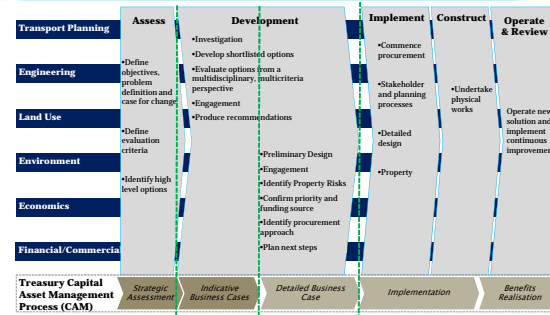 Assess
Development
Implement
Construct
Operate
& Review
Transport Planning
Engineering
Land Use
Environment
Economics
Financial/Commercial
•Define
objectives,
problem
definition and
case for change
•Define
evaluation
criteria
•Identify high
level options
•Investigation
•Develop shortlisted options
•Evaluate options from a
multidisciplinary, multicriteria
perspective
•Engagement
•Produce recommendations
•Preliminary Design
•Engagement
•Identify Property Risks
•Confirm priority and
funding source
•Identify procurement
approach
•Plan next steps
•Commence
procurement
•Stakeholder
and planning
processes
•Detailed
design
•Property
•Undertake
physical
works
Operate new
solution and
implement
continuous
improvemen
Treasury Capital
Asset Management
Process (CAM)
Strategic
Assessment
Indicative
Business Cases
Detailed Business
Case
Implementation
Benefits
Realisation